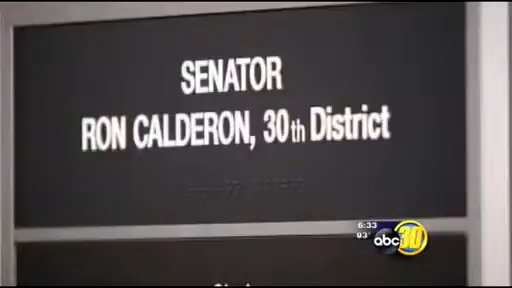 SENATOR
RON CALDERON, 30th District
6:33
93°
abc 30